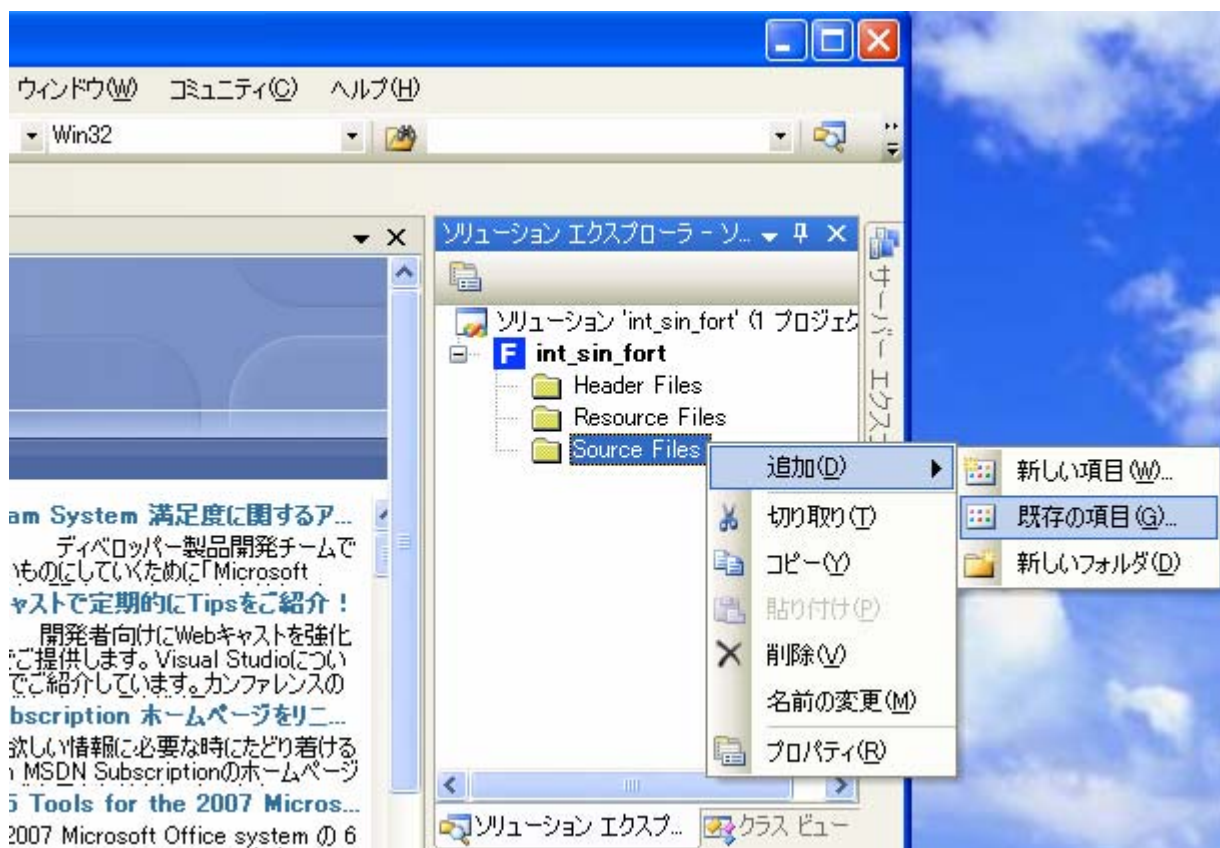 ウィンドウ(W) コミュニティ(C) ヘルプ(H)
Win32
ソリューション エクスプローラ - ソ...
サーバー エクス
ソリューション 'int_sin_fort' (1 プロジェク
F int_sin_fort
Header Files
Resource Files
Source Files
追加(D)
切り取り(T)
コピー(Y)
貼り付け(P)
削除(V)
名前の変更(M)
プロパティ(R)
新しい項目(W)...
既存の項目(G)...
新しいフォルダ(D)
am System 満足度に関するア...
ディベロッパー製品開発チームで
いものにしていくために「Microsoft
ャストで定期的にTipsをご紹介！
開発者向けにWebキャストを強化
ご提供します。Visual Studioについ
でご紹介しています。カンファレンスの
bscription ホームページをリニ...
欲しい情報に必要な時にたどり着ける
MSDN Subscriptionのホームページ
Tools for the 2007 Micros...
2007 Microsoft Office system の 6
ソリューション エクスプ... クラス ビュー